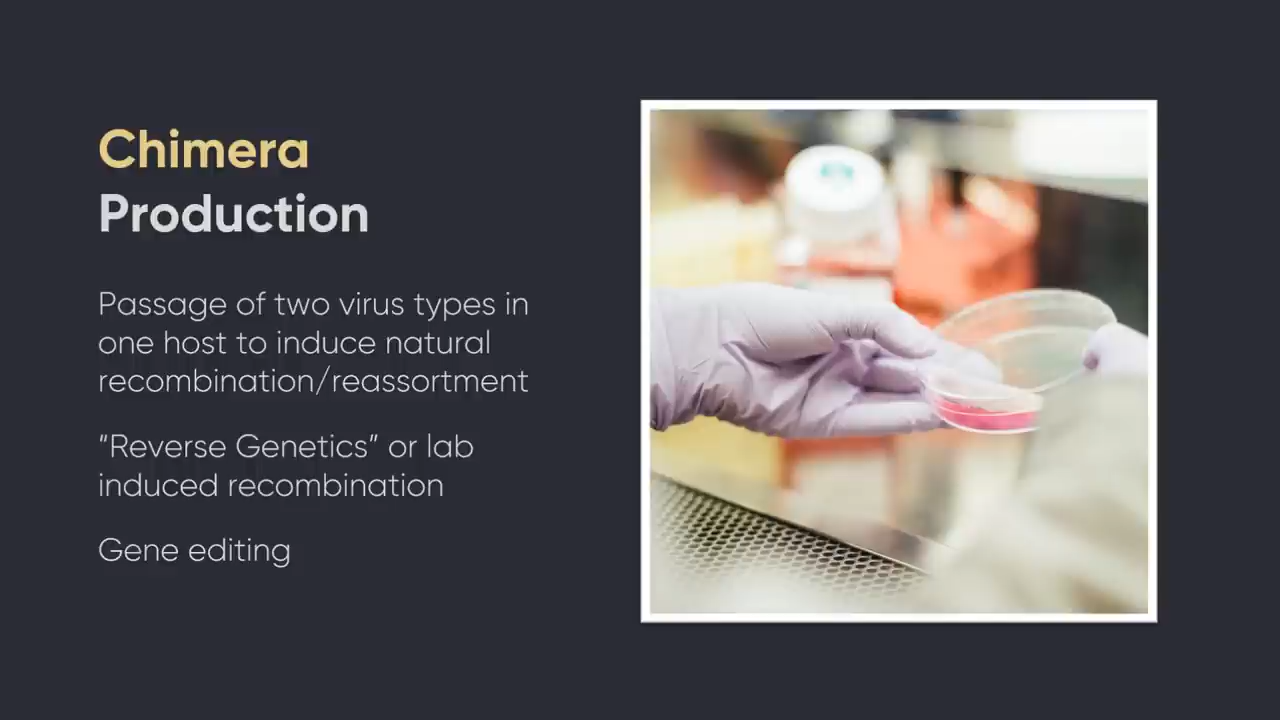 Chimera
Production
Passage of two virus types in
one host to induce natural
recombination/reassortment
“Reverse Genetics” or lab
induced recombination
Gene editing